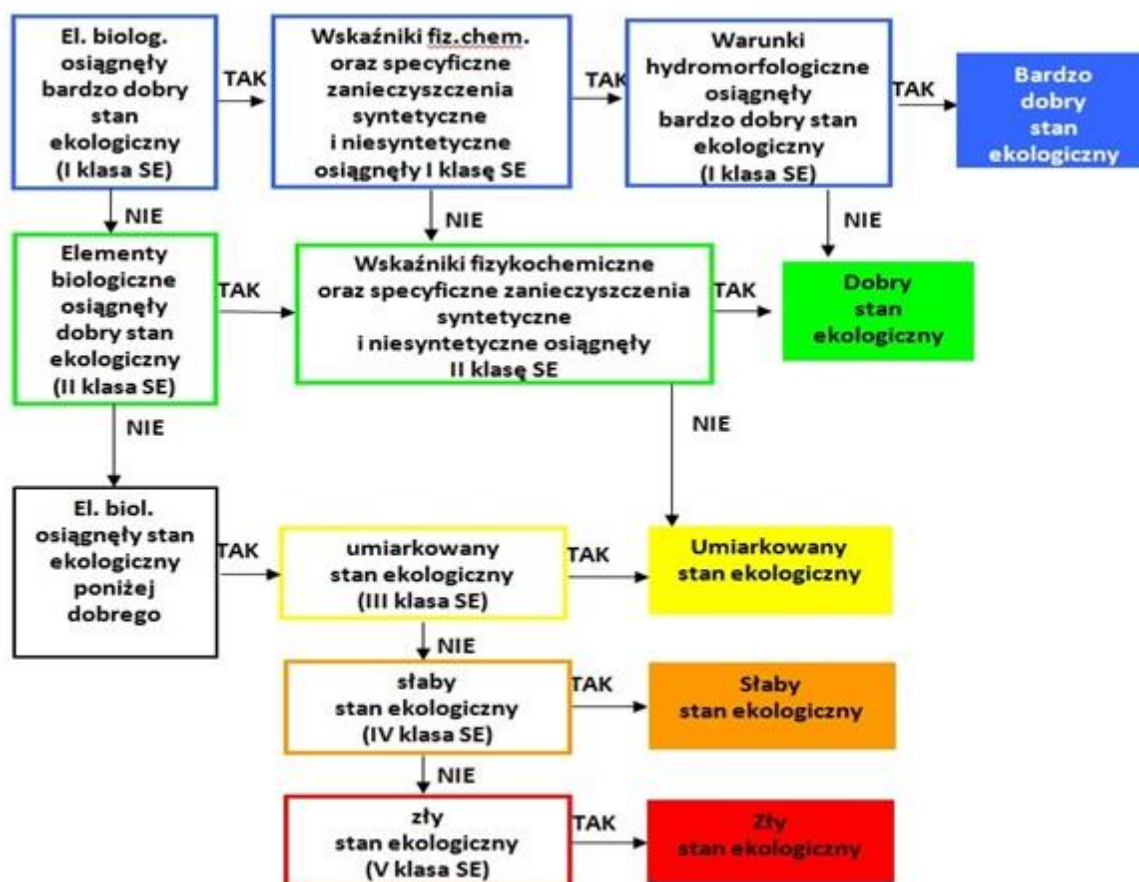 El. biolog.
osiągnęły
bardzo dobry
stan
ekologiczny
(I klasa SE)
TAK
Wskaźniki fiz.chem.
oraz specyficzne
zanieczyszczenia
syntetyczne
i niesyntetyczne
osiągnęły I klasę SE
TAK
Warunki
hydromorfologiczne
osiągnęły
bardzo dobry stan
ekologiczny
(I klasa SE)
TAK
Bardzo
dobry
stan
ekologiczny
NIE
NIE
NIE
Elementy
biologiczne
osiągnęły
dobry stan
ekologiczny
(II klasa SE)
TAK
Wskaźniki fizykochemiczne
oraz specyficzne zanieczyszczenia
syntetyczne
i niesyntetyczne osiągnęły
II klasę SE
TAK
Dobry
stan
ekologiczny
NIE
NIE
El. biol.
osiągnęły stan
ekologiczny
poniżej
dobrego
TAK
umiarkowany
stan ekologiczny
(III klasa SE)
TAK
Umiarkowany
stan ekologiczny
NIE
słaby
stan ekologiczny
(IV klasa SE)
TAK
Słaby
stan ekologiczny
NIE
zły
stan ekologiczny
(V klasa SE)
TAK
Zły
stan ekologiczny